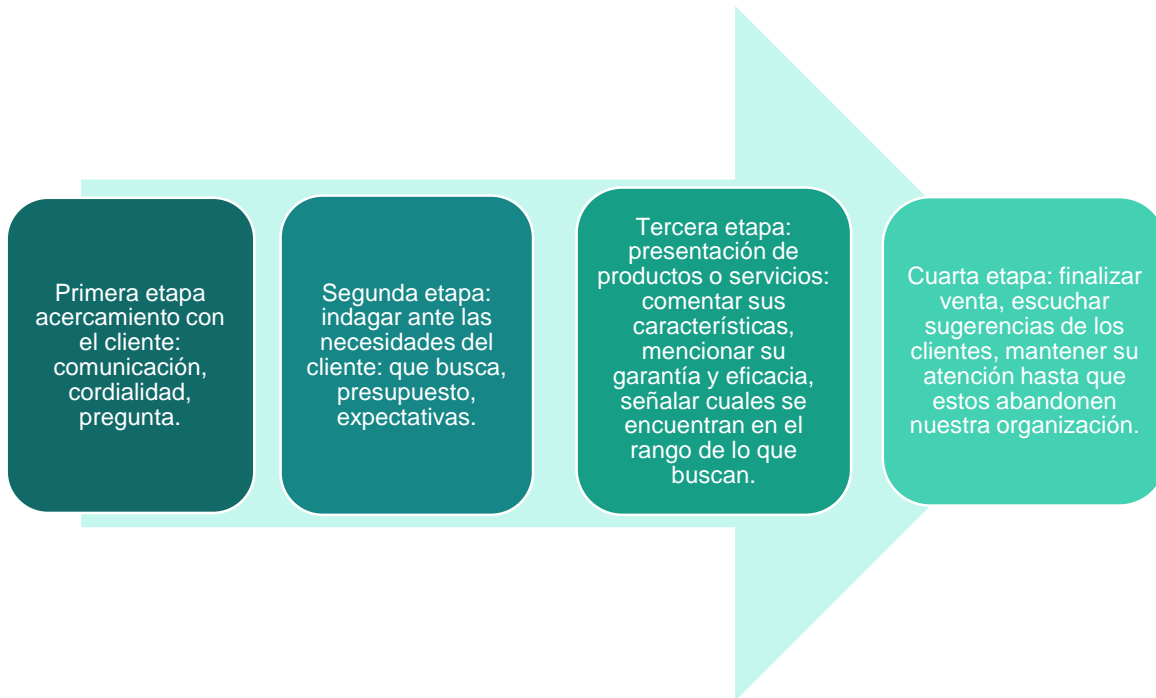 Primera etapa
acercamiento con
el cliente:
comunicación,
cordialidad,
pregunta.
Segunda etapa:
indagar ante las
necesidades del
cliente: que busca,
presupuesto,
expectativas.
Tercera etapa:
presentación de
productos o servicios:
comentar sus
características,
mencionar su
garantía y eficacia,
señalar cuales se
encuentran en el
rango de lo que
buscan.
Cuarta etapa: finalizar
venta, escuchar
sugerencias de los
clientes, mantener su
atención hasta que
estos abandonen
nuestra organización.